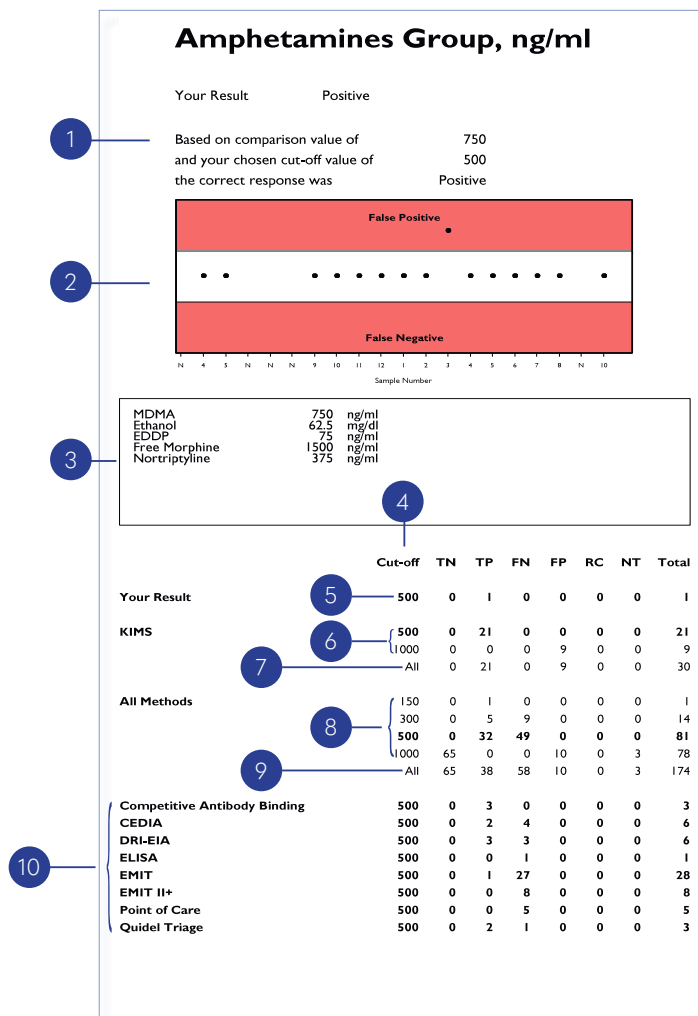 Amphetamines Group, ng/ml
Your Result Positive
1
Based on comparison value of 750
and your chosen cut-off value of 500
the correct response was Positive
False Positive
2
False Negative
N 4 5 N N N 9 10 11 12 1 2 3 4 5 6 7 8 N 10
Sample Number
3
MDMA 750 ng/ml
Ethanol 62.5 mg/dl
EDDP 75 ng/ml
Free Morphine 1500 ng/ml
Nortriptyline 375 ng/ml
4
Cut-off TN TP FN FP RC NT Total
5
Your Result 500 0 1 0 0 0 0 1
6
KIMS 500 0 21 0 0 0 0 21
1000 0 0 0 9 0 0 9
7
All 0 21 0 9 0 0 30
All Methods 150 0 1 0 0 0 0 1
8
300 0 5 9 0 0 0 14
500 0 32 49 0 0 0 81
1000 65 0 0 10 0 3 78
9
All 65 38 58 10 0 3 174
10
Competitive Antibody Binding 500 0 3 0 0 0 0 3
CEDIA 500 0 2 4 0 0 0 6
DRI-EIA 500 0 3 3 0 0 0 6
ELISA 500 0 0 1 0 0 0 1
EMIT 500 0 1 27 0 0 0 28
EMIT II+ 500 0 0 8 0 0 0 8
Point of Care 500 0 0 5 0 0 0 5
Quidel Triage 500 0 2 1 0 0 0 3